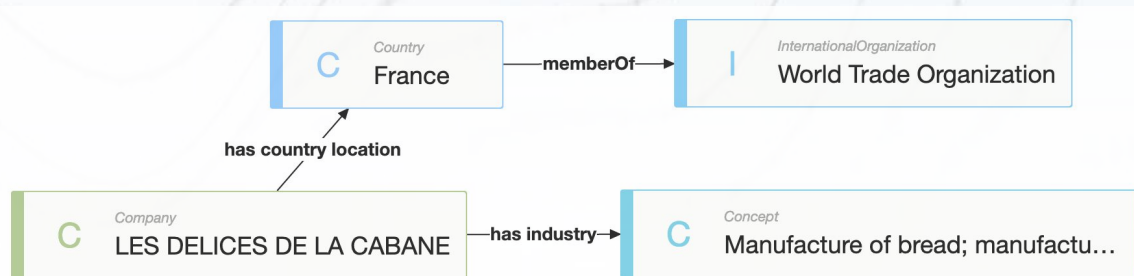 Country
C
France
memberOf
InternationalOrganization
I
World Trade Organization
has country location
Company
C
LES DELICES DE LA CABANE
has industry
Concept
C
Manufacture of bread; manufactu...